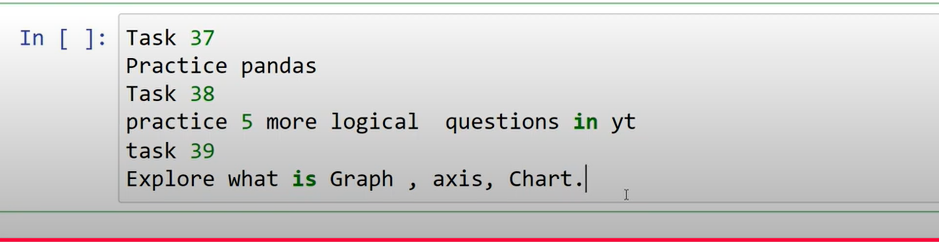 In [ ]: Task 37
Practice pandas
Task 38
practice 5 more logical  questions in yt
task 39
Explore what is Graph , axis, Chart.